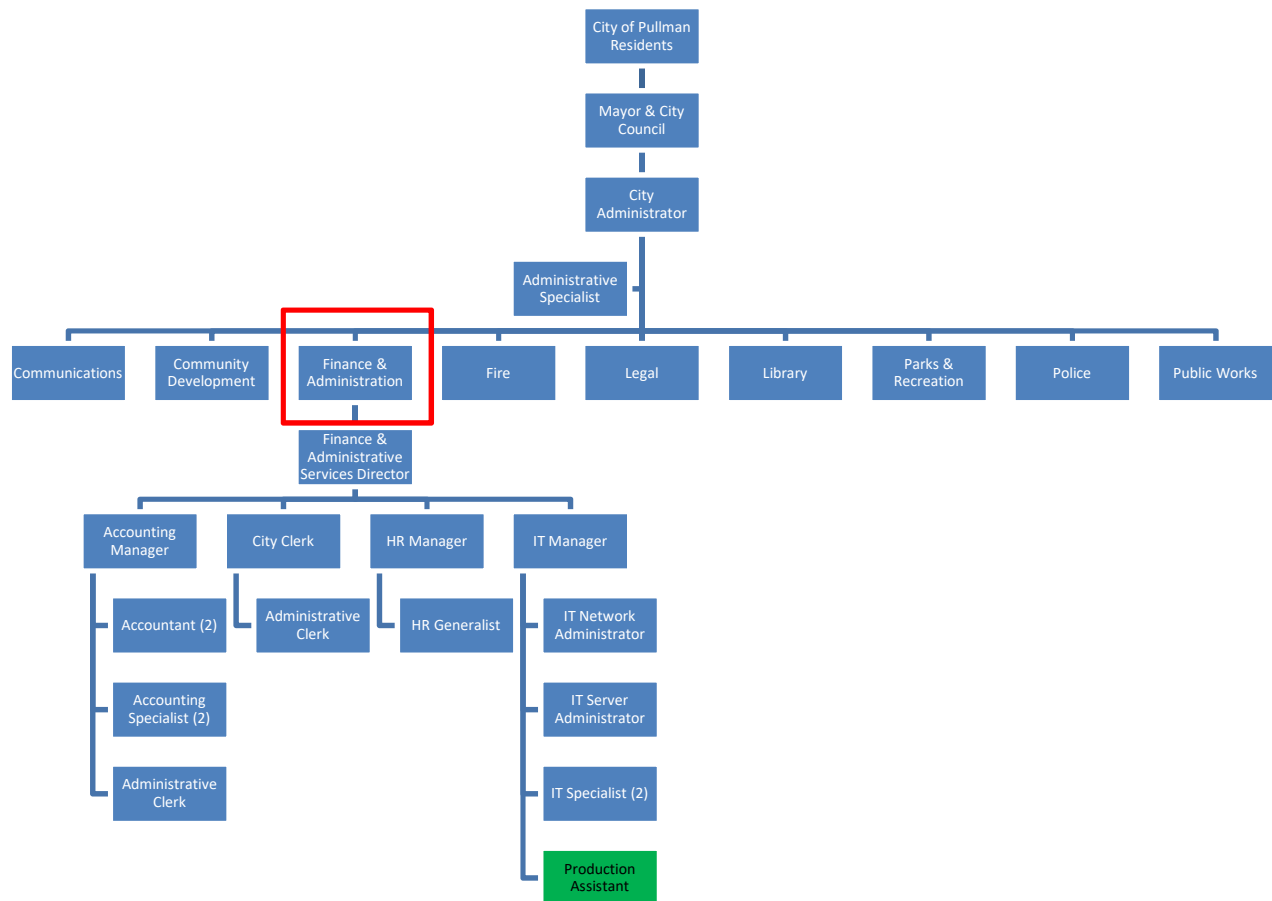 City of Pullman
Residents
Mayor & City
Council
City
Administrator
Administrative
Specialist
Communications
Community
Development
Finance &
Administration
Fire
Legal
Library
Parks &
Recreation
Police
Public Works
Finance &
Administrative
Services Director
Accounting
Manager
City Clerk
HR Manager
IT Manager
Accountant (2)
Administrative
Clerk
HR Generalist
IT Network
Administrator
Accounting
Specialist (2)
IT Server
Administrator
Administrative
Clerk
IT Specialist (2)
Production
Assistant